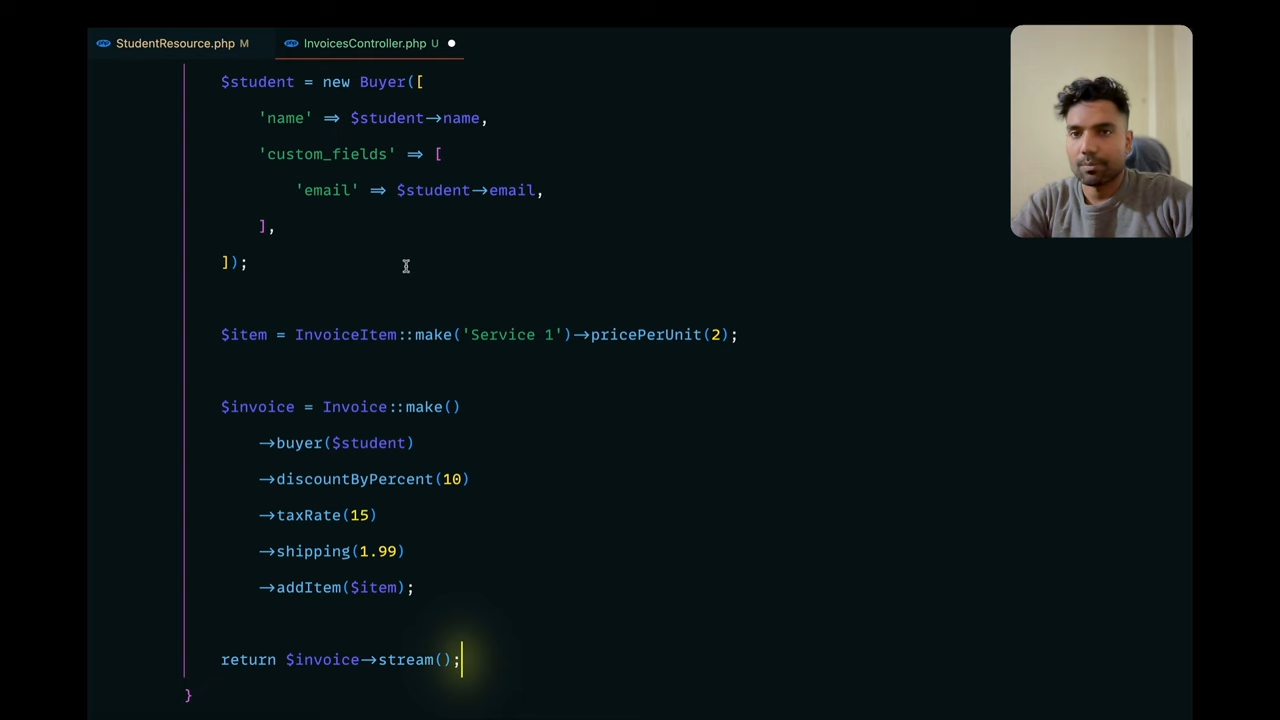 StudentResource.php M
InvoicesController.php U
$student = new Buyer([
'name' => $student->name,
'custom_fields' => [
'email' => $student->email,
],
]);
$item = InvoiceItem::make('Service 1')->pricePerUnit(2);
$invoice = Invoice::make()
->buyer($student)
->discountByPercent(10)
->taxRate(15)
->shipping(1.99)
->addItem($item);
return $invoice->stream();
}